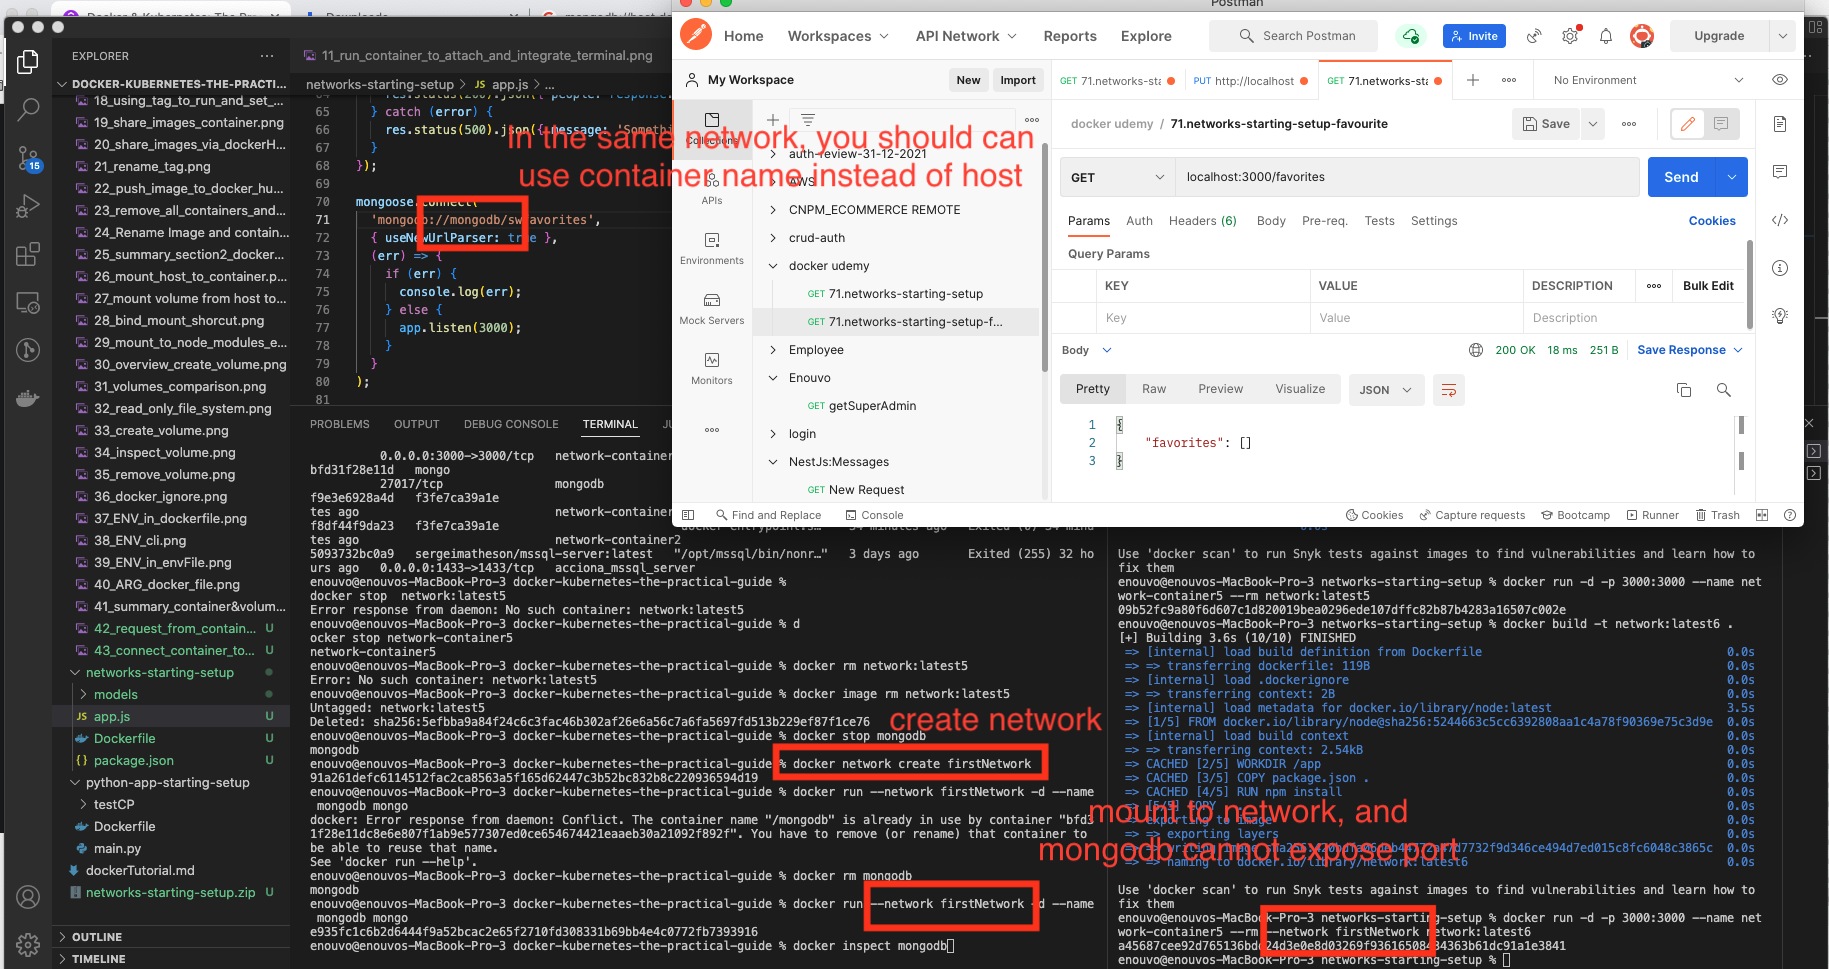 Postman
Home
Workspaces
API Network
Reports
Explore
Search Postman
Invite
Upgrade
EXPLORER
11_run_container_to_attach_and_integrate_terminal.png
DOCKER-KUBERNETES-THE-PRACTI...
networks-starting-setup > JS app.js > ...
18_using_tag_to_run_and_set_...
19_share_images_container.png
20_share_images_via_dockerH...
21_rename_tag.png
22_push_image_to_docker_hu...
23_remove_all_containers_and...
24_Rename Image and contain...
25_summary_section2_docker...
26_mount_host_to_container.p...
27_mount volume from host to...
28_bind_mount_shorcut.png
29_mount_to_node_modules_e...
30_overview_create_volume.png
31_volumes_comparison.png
32_read_only_file_system.png
33_create_volume.png
34_inspect_volume.png
35_remove_volume.png
36_docker_ignore.png
37_ENV_in_dockerfile.png
38_ENV_cli.png
39_ENV_in_envFile.png
40_ARG_docker_file.png
41_summary_container&volum...
42_request_from_contain... U
43_connect_container_to... U
networks-starting-setup
models
JS app.js U
Dockerfile U
{} package.json U
python-app-starting-setup
testCP
Dockerfile
main.py
dockerTutorial.md
networks-starting-setup.zip U
OUTLINE
TIMELINE
15
65 } catch (error) {
66 res.status(500).json({ message: 'Somethi
67 }
68 });
69
70 mongoose.connect(
71 'mongodb://mongodb/swfavorites',
72 { useNewUrlParser: true },
73 (err) => {
74 if (err) {
75 console.log(err);
76 } else {
77 app.listen(3000);
78 }
79 }
80 );
81
In the same network, you should can
use container name instead of host
PROBLEMS OUTPUT DEBUG CONSOLE TERMINAL JU
0.0.0.0:3000->3000/tcp network-container
bfd31f28e11d mongo
27017/tcp mongodb
f9e3e6928a4d f3fe7ca39a1e
tes ago network-contain
f8df44f9da23 f3fe7ca39a1e
tes ago network-container2
5093732bc0a9 sergeimatheson/mssql-server:latest "/opt/mssql/bin/nonr…" 3 days ago Exited (255) 32 ho
urs ago 0.0.0.0:1433->1433/tcp acciona_mssql_server
enouvo@enouvos-MacBook-Pro-3 docker-kubernetes-the-practical-guide %
docker stop network:latest5
Error response from daemon: No such container: network:latest5
enouvo@enouvos-MacBook-Pro-3 docker-kubernetes-the-practical-guide % d
ocker stop network-container5
network-container5
enouvo@enouvos-MacBook-Pro-3 docker-kubernetes-the-practical-guide % docker rm network:latest5
Error: No such container: network:latest5
enouvo@enouvos-MacBook-Pro-3 docker-kubernetes-the-practical-guide % docker image rm network:latest5
Untagged: network:latest5
Deleted: sha256:5efbba9a84f24c6c3fac46b302af26e6a56c7a6fa5697fd513b229ef87f1ce76
enouvo@enouvos-MacBook-Pro-3 docker-kubernetes-the-practical-guide % docker stop mongodb
mongodb
enouvo@enouvos-MacBook-Pro-3 docker-kubernetes-the-practical-guide % docker network create firstNetwork
91a261defc6114512fac2ca8563a5f165d62447c3b52bc832b8c220936594d19
enouvo@enouvos-MacBook-Pro-3 docker-kubernetes-the-practical-guide % docker run --network firstNetwork -d --name
mongodb mongo
docker: Error response from daemon: Conflict. The container name "/mongodb" is already in use by container "bfd3
1f28e11dc8e6e807f1ab9e577307ed0ce654674421eaaeb30a21092f892f". You have to remove (or rename) that container to
be able to reuse that name.
See 'docker run --help'.
enouvo@enouvos-MacBook-Pro-3 docker-kubernetes-the-practical-guide % docker rm mongodb
mongodb
enouvo@enouvos-MacBook-Pro-3 docker-kubernetes-the-practical-guide % docker run --network firstNetwork -d --name
mongodb mongo
e935fc1c6b2d6444f9a52bcac2e65f2710fd308331b69bb4e4c0772fb7393916
enouvo@enouvos-MacBook-Pro-3 docker-kubernetes-the-practical-guide % docker inspect mongodb
create network
mount to network, and
mongodb cannot expose port
My Workspace
New
Import
Collections
APIs
Environments
Mock Servers
Monitors
auth-review-31-12-2021
AWS
CNPM_ECOMMERCE REMOTE
crud-auth
docker udemy
GET 71.networks-starting-setup
GET 71.networks-starting-setup-f...
Employee
Enouvo
GET getSuperAdmin
login
NestJs:Messages
GET New Request
GET 71.networks-sta
PUT http://localhost
GET 71.networks-sta
No Environment
docker udemy / 71.networks-starting-setup-favourite
Save
GET
localhost:3000/favorites
Send
Params Auth Headers (6) Body Pre-req. Tests Settings Cookies
Query Params
KEY VALUE DESCRIPTION Bulk Edit
Key Value Description
Body 200 OK 18 ms 251 B Save Response
Pretty Raw Preview Visualize JSON
1 {
2 "favorites": []
3 }
Find and Replace Console Cookies Capture requests Bootcamp Runner Trash
Use 'docker scan' to run Snyk tests against images to find vulnerabilities and learn how to
fix them
enouvo@enouvos-MacBook-Pro-3 networks-starting-setup % docker run -d -p 3000:3000 --name net
work-container5 --rm network:latest5
09b52fc9a80f6d607c1d820019bea0296ede107dffc82b87b4283a16507c002e
enouvo@enouvos-MacBook-Pro-3 networks-starting-setup % docker build -t network:latest6 .
[+] Building 3.6s (10/10) FINISHED
=> [internal] load build definition from Dockerfile 0.0s
=> => transferring dockerfile: 119B 0.0s
=> [internal] load .dockerignore 0.0s
=> => transferring context: 2B 0.0s
=> [internal] load metadata for docker.io/library/node:latest 3.5s
=> [1/5] FROM docker.io/library/node@sha256:5244663c5cc6392808aa1c4a78f90369e75c3d9e 0.0s
=> [internal] load build context 0.0s
=> => transferring context: 2.54kB 0.0s
=> CACHED [2/5] WORKDIR /app 0.0s
=> CACHED [3/5] COPY package.json . 0.0s
=> CACHED [4/5] RUN npm install 0.0s
=> [5/5] COPY 0.0s
=> exporting to image 0.0s
=> => exporting layers 0.0s
=> => naming to docker.io/library/network:latest6 0.0s
Use 'docker scan' to run Snyk tests against images to find vulnerabilities and learn how to
fix them
enouvo@enouvos-MacBook-Pro-3 networks-starting-setup % docker run -d -p 3000:3000 --name net
work-container5 --rm --network firstNetwork network:latest6
enouvo@enouvos-MacBook-Pro-3 networks-starting-setup %